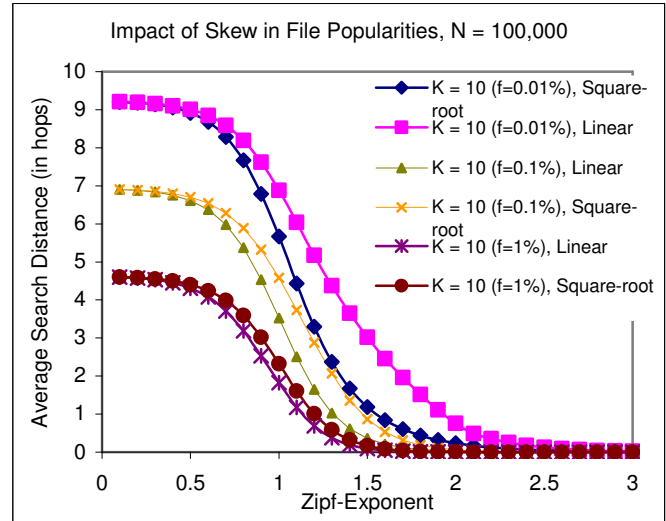 Impact of Skew in File Popularities, N = 100,000
10
9
8
7
6
5
4
3
2
1
0
Average Search Distance (in hops)
K = 10 (f=0.01%), Square-
root
K = 10 (f=0.01%), Linear
K = 10 (f=0.1%), Linear
K = 10 (f=0.1%), Square-
root
K = 10 (f=1%), Linear
K = 10 (f=1%), Square-root
0 0.5 1 1.5 2 2.5 3
Zipf-Exponent